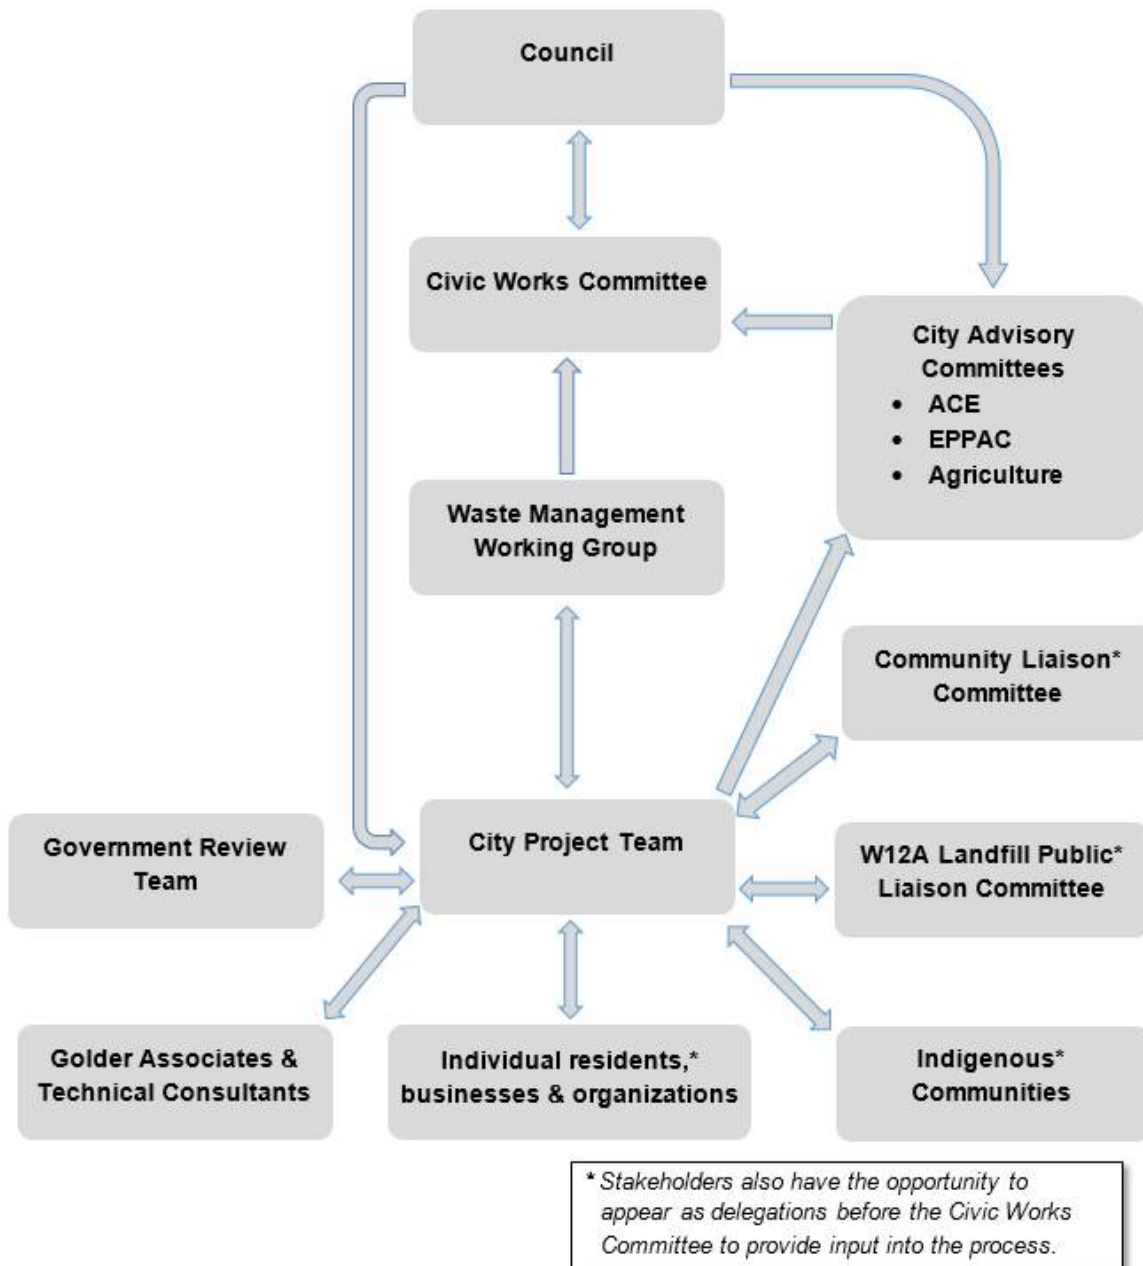 Council
Civic Works Committee
City Advisory
Committees
• ACE
• EPPAC
• Agriculture
Waste Management
Working Group
Community Liaison*
Committee
Government Review
Team
City Project Team
W12A Landfill Public*
Liaison Committee
Golder Associates &
Technical Consultants
Individual residents,*
businesses & organizations
Indigenous*
Communities
* Stakeholders also have the opportunity to
appear as delegations before the Civic Works
Committee to provide input into the process.